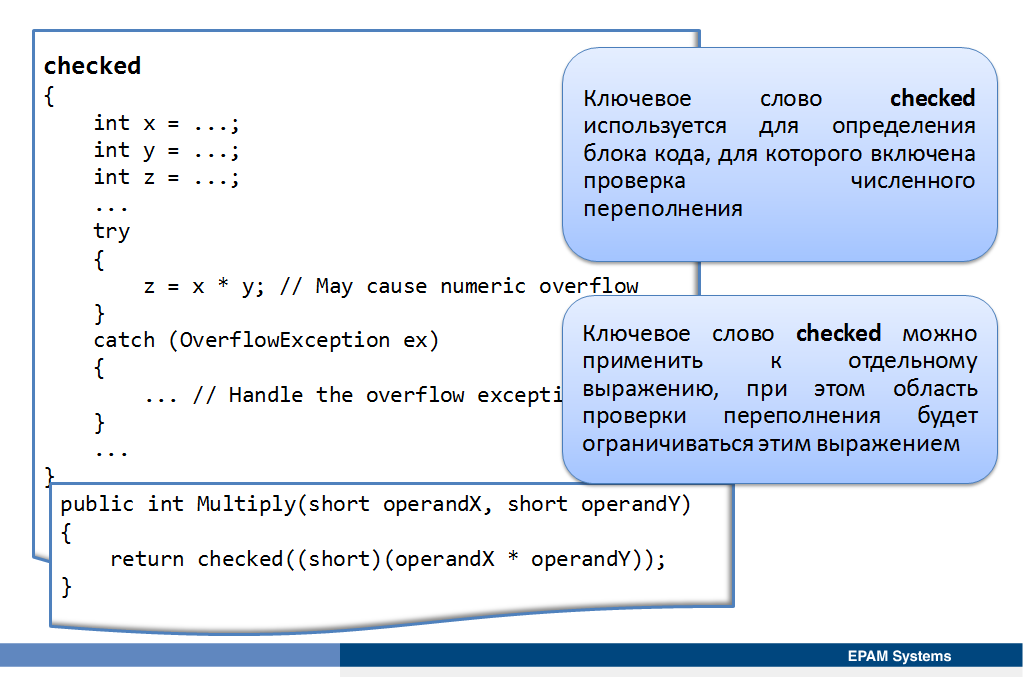 checked
{
    int x = ...;
    int y = ...;
    int z = ...;
    ...
    try
    {
        z = x * y; // May cause numeric overflow
    }
    catch (OverflowException ex)
    {
        ... // Handle the overflow excepti
    }
    ...
}
Ключевое слово checked
используется для определения
блока кода, для которого включена
проверка численного
переполнения
Ключевое слово checked можно
применить к отдельному
выражению, при этом область
проверки переполнения будет
ограничиваться этим выражением
public int Multiply(short operandX, short operandY)
{
    return checked((short)(operandX * operandY));
}
EPAM Systems